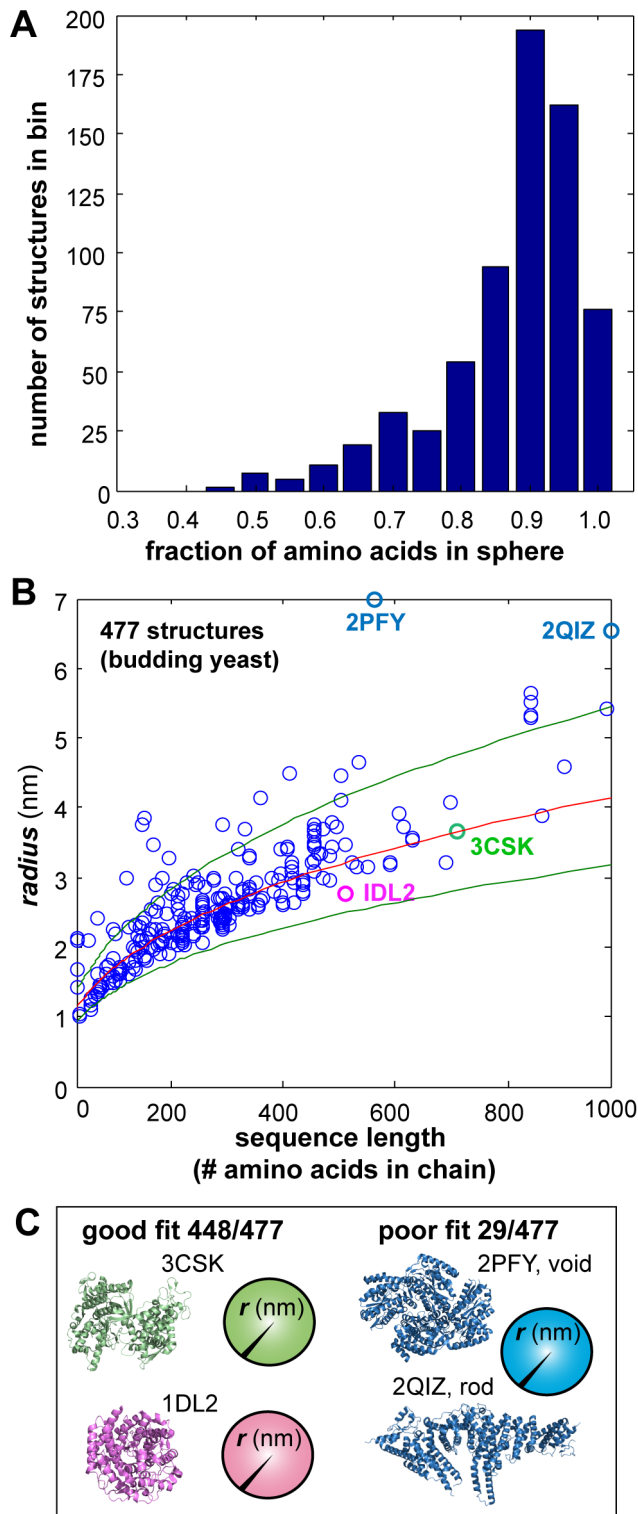 A
200
175
150
125
100
75
50
25
0
number of structures in bin
0.3 0.4 0.5 0.6 0.7 0.8 0.9 1.0
fraction of amino acids in sphere
B
7
6
5
4
3
2
1
0
radius (nm)
477 structures
(budding yeast)
2PFY
2QIZ
3CSK
IDL2
0 200 400 600 800 1000
sequence length
(# amino acids in chain)
C
good fit 448/477
poor fit 29/477
3CSK
r (nm)
2PFY, void
r (nm)
1DL2
r (nm)
2QIZ, rod